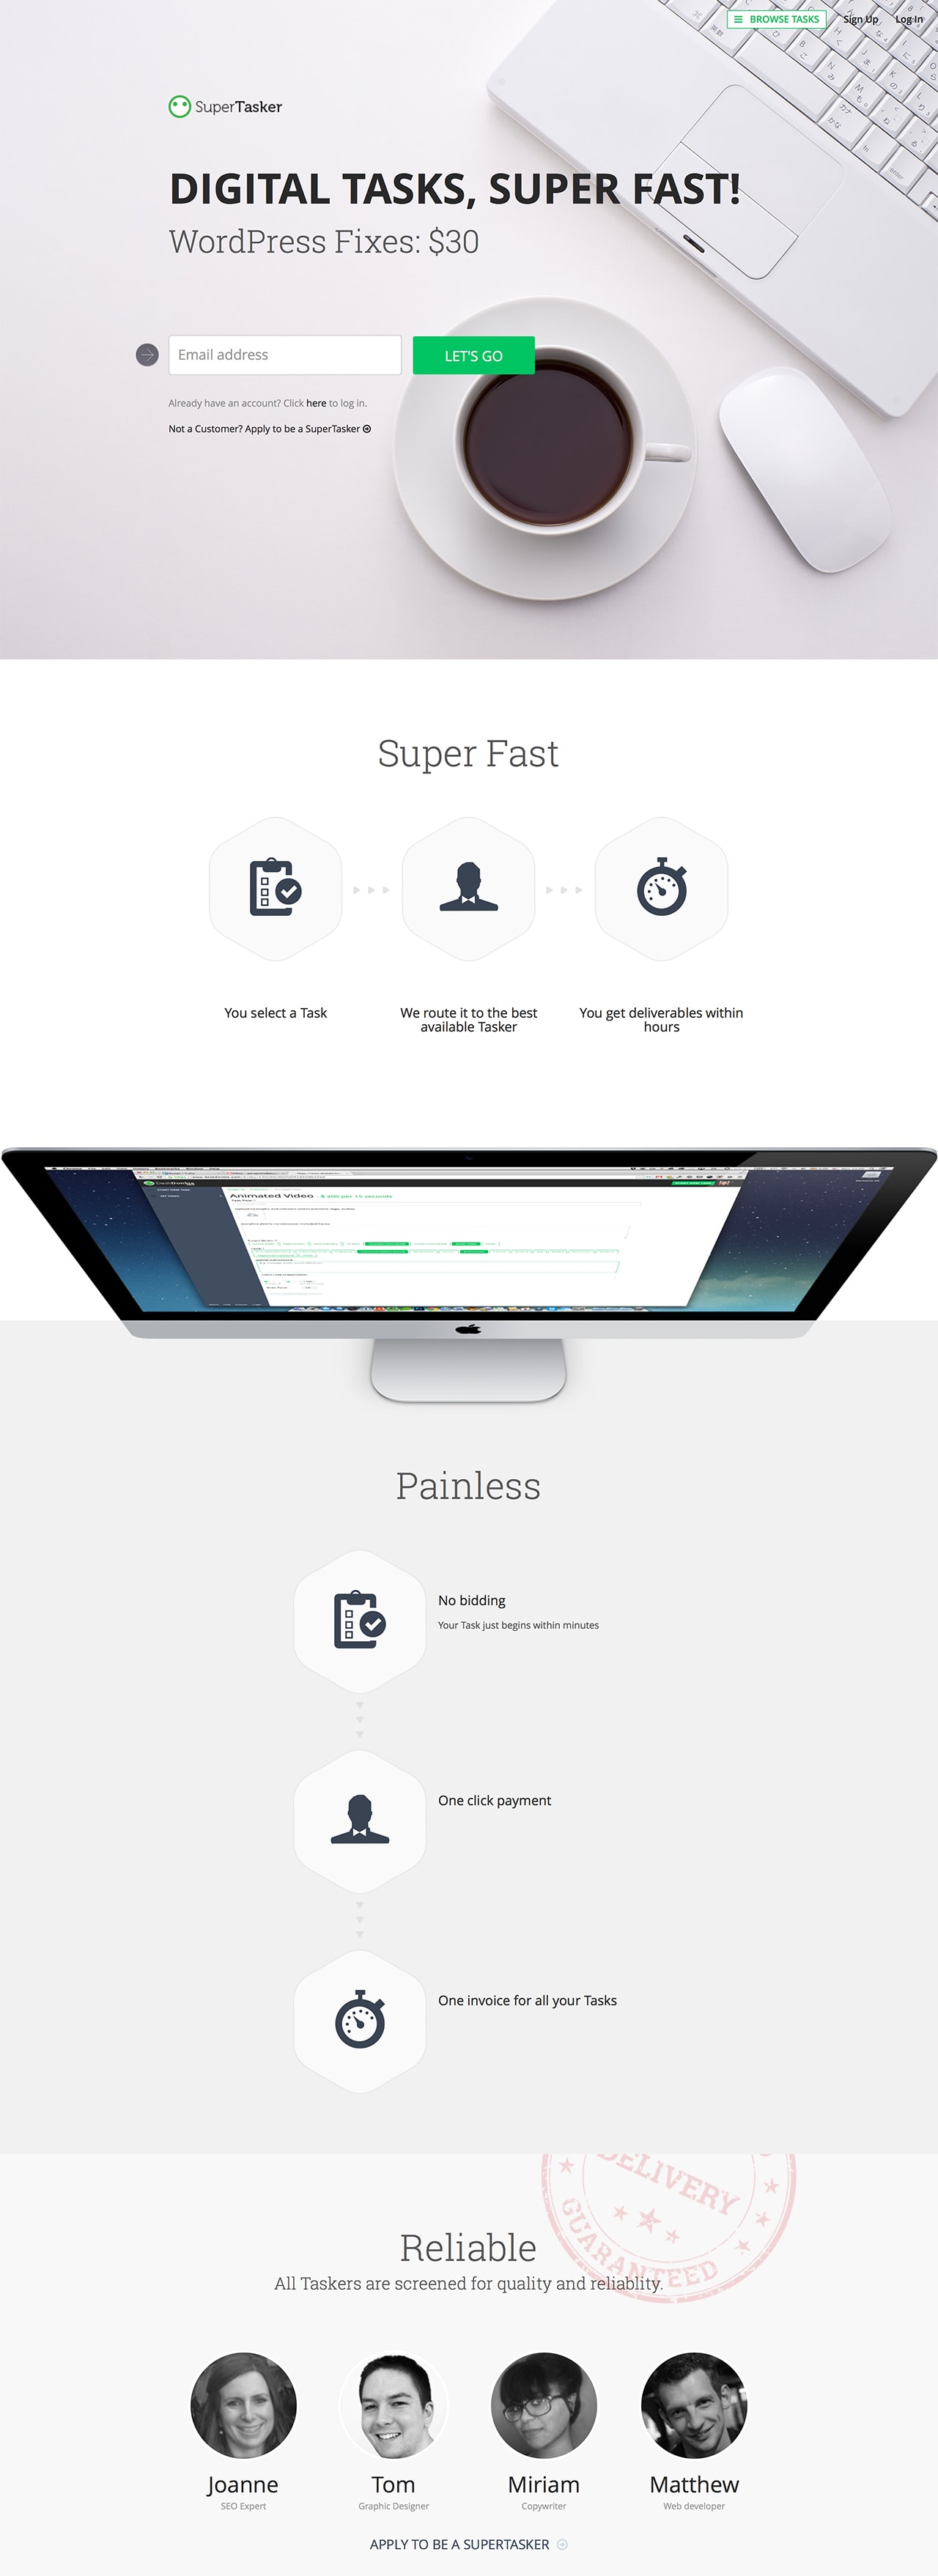 BROWSE TASKS
Sign Up
Log In
SuperTasker
DIGITAL TASKS, SUPER FAST!
WordPress Fixes: $30
Email address
LET'S GO
Already have an account? Click here to log in.
Not a Customer? Apply to be a SuperTasker
Super Fast
You select a Task
We route it to the best
available Tasker
You get deliverables within
hours
Animated Video
Painless
No bidding
Your Task just begins within minutes
One click payment
One invoice for all your Tasks
DELIVERY
GUARANTEED
Reliable
All Taskers are screened for quality and reliablity.
Joanne
SEO Expert
Tom
Graphic Designer
Miriam
Copywriter
Matthew
Web developer
APPLY TO BE A SUPERTASKER